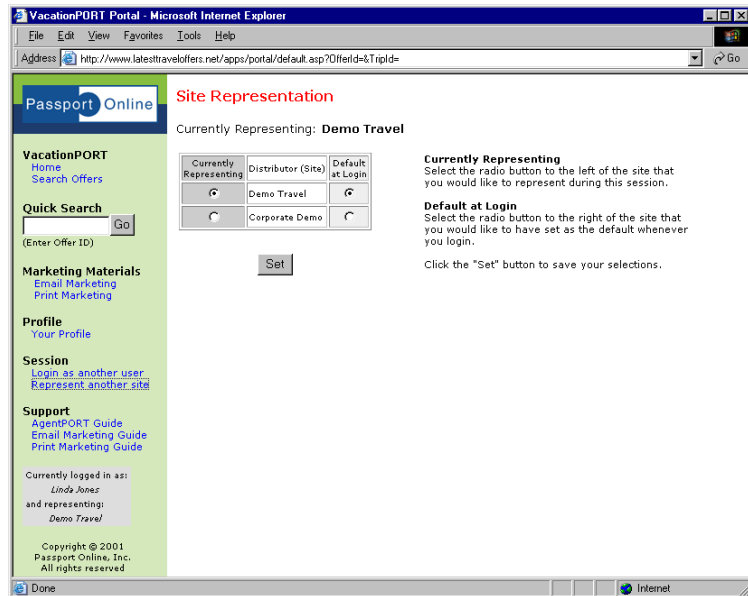 VacationPORT Portal - Microsoft Internet Explorer
File Edit View Favorites Tools Help
Address http://www.latesttraveloffers.net/apps/portal/default.asp?OfferId=&TripId= Go
Passport Online
VacationPORT
Home
Search Offers
Quick Search
Go
(Enter Offer ID)
Marketing Materials
Email Marketing
Print Marketing
Profile
Your Profile
Session
Login as another user
Represent another site
Support
AgentPORT Guide
Email Marketing Guide
Print Marketing Guide
Currently logged in as:
Linda Jones
and representing:
Demo Travel
Copyright © 2001
Passport Online, Inc.
All rights reserved
Site Representation
Currently Representing: Demo Travel
Currently Representing Distributor (Site) Default at Login
Demo Travel
Corporate Demo
Set
Currently Representing
Select the radio button to the left of the site that
you would like to represent during this session.
Default at Login
Select the radio button to the right of the site that
you would like to have set as the default whenever
you login.
Click the "Set" button to save your selections.
Done
Internet